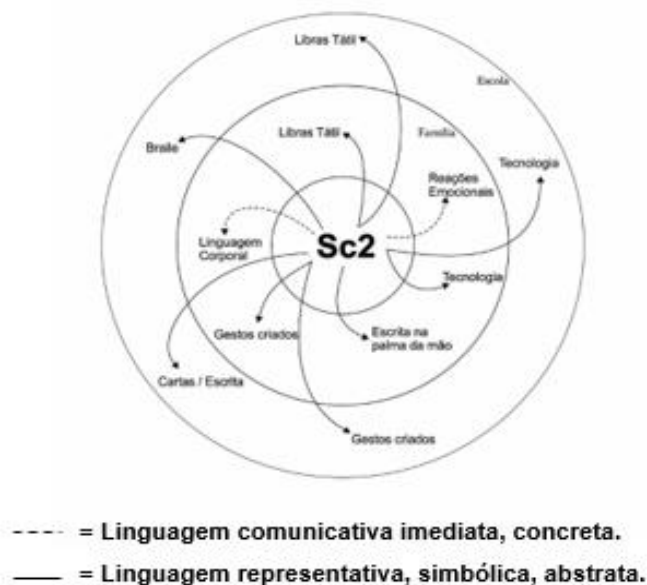 Libras Tátil
Escola
Libras Tátil
Família
Braile
Tecnologia
Reações
Emocionais
Linguagem
Corporal
Sc2
Tecnologia
Gestos criados
Escrita na
palma da mão
Cartas / Escrita
Gestos criados
= Linguagem comunicativa imediata, concreta.
= Linguagem representativa, simbólica, abstrata.